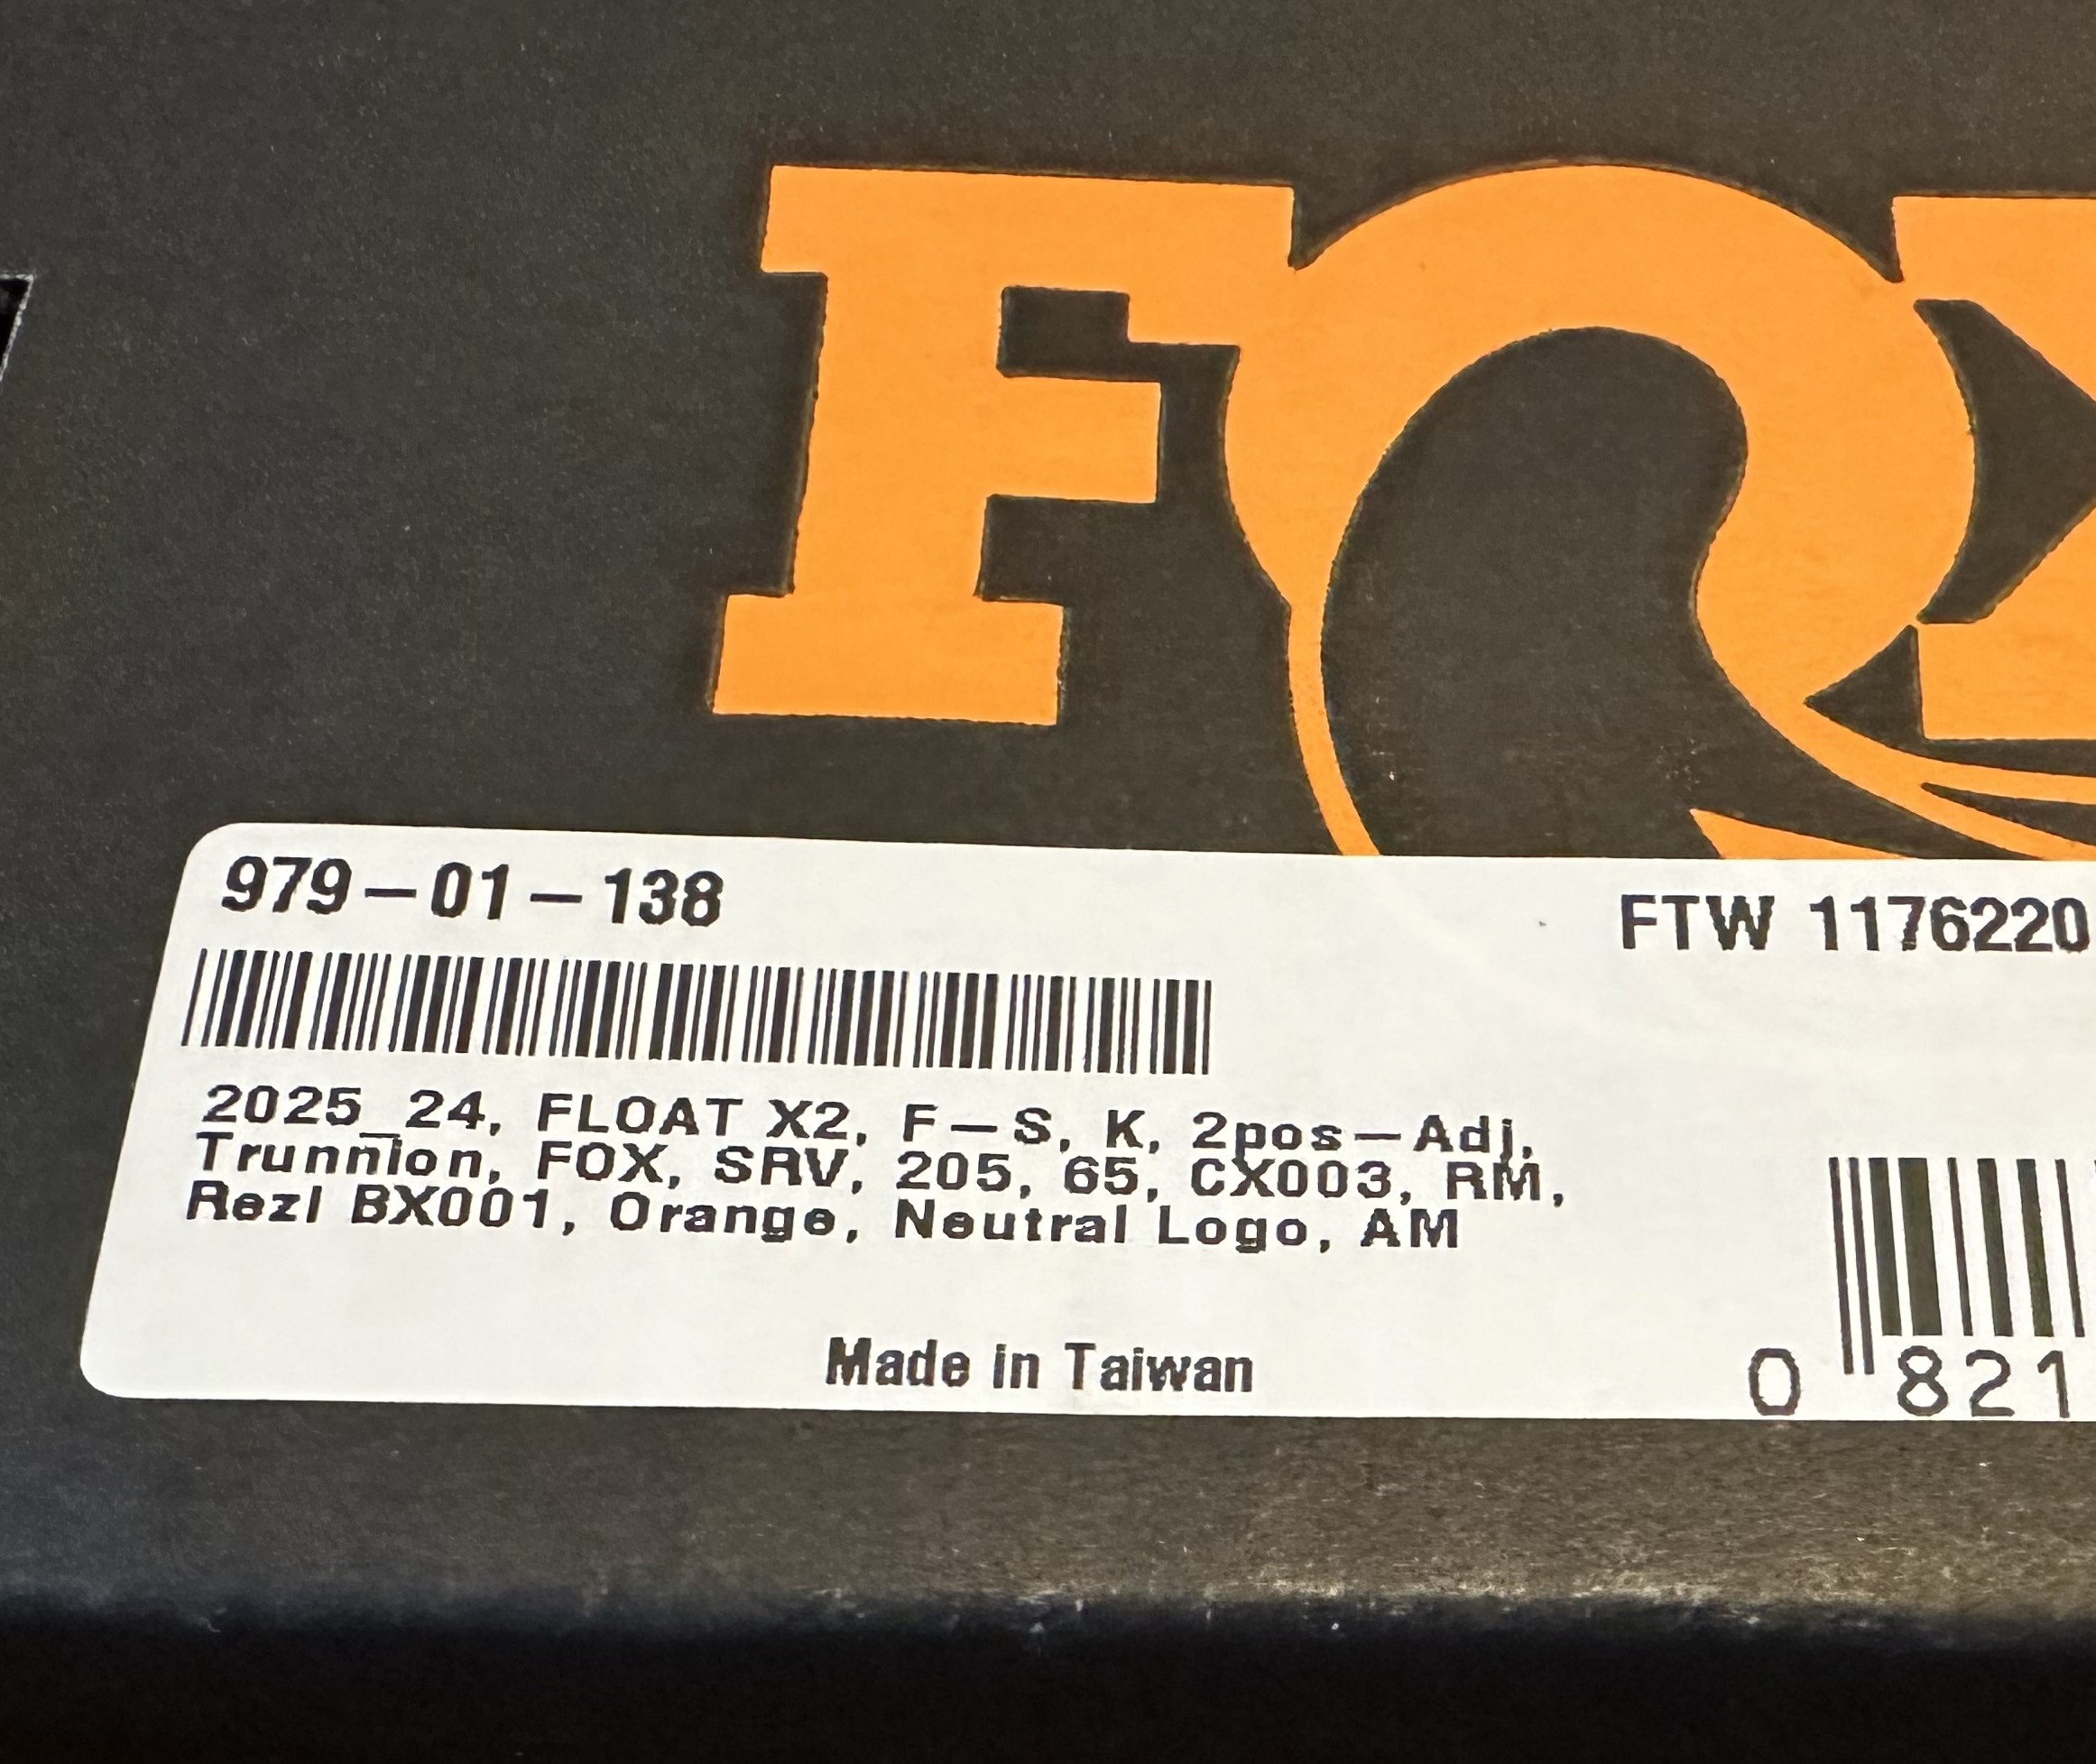 FOX
979-01-138
FTW 1176220
2025_24, FLOAT X2, F-S, K, 2pos-Adj,
Trunnion, FOX, SRV, 205, 65, CX003, RM,
Rezi BX001, Orange, Neutral Logo, AM
Made in Taiwan
0 821